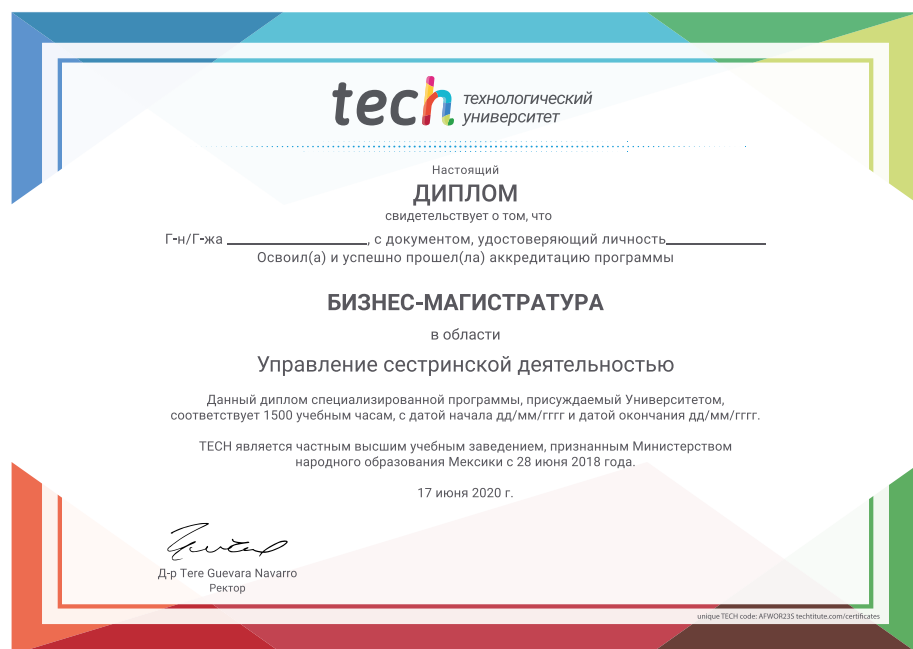 tech технологический
университет
Настоящий
ДИПЛОМ
свидетельствует о том, что
Г-н/Г-жа , с документом, удостоверяющий личность
Освоил(а) и успешно прошел(ла) аккредитацию программы
БИЗНЕС-МАГИСТРАТУРА
в области
Управление сестринской деятельностью
Данный диплом специализированной программы, присуждаемый Университетом,
соответствует 1500 учебным часам, с датой начала дд/мм/гггг и датой окончания дд/мм/гггг.
TECH является частным высшим учебным заведением, признанным Министерством
народного образования Мексики с 28 июня 2018 года.
17 июня 2020 г.
Д-р Tere Guevara Navarro
Ректор
unique TECH code: AFWOR23S techtitute.com/certificates